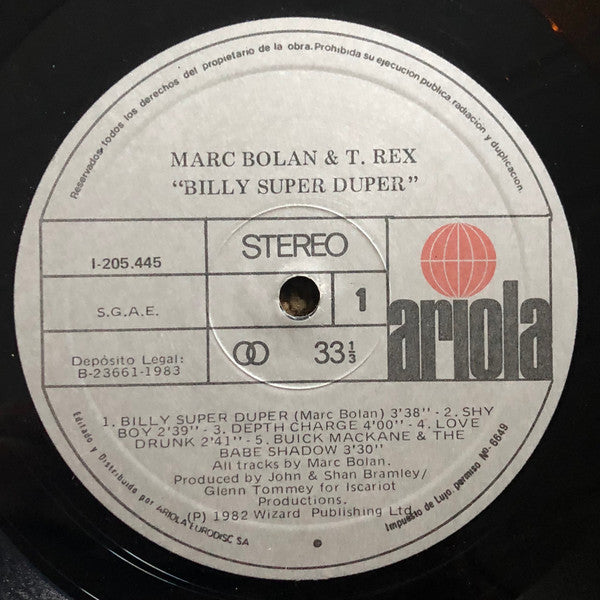 Reservados todos los derechos del propietario de la obra. Prohibida su ejecucion publica, radiacion y duplicacion.
MARC BOLAN & T. REX
“BILLY SUPER DUPER”
I-205.445
STEREO
S.G.A.E.
1
ariola
Depósito Legal:
B-23661-1983
33⅓
1. BILLY SUPER DUPER (Marc Bolan) 3'38'' - 2. SHY
BOY 2'39'' - 3. DEPTH CHARGE 4'00'' - 4. LOVE
DRUNK 2'41'' - 5. BUICK MACKANE & THE
BABE SHADOW 3'30''
All tracks by Marc Bolan.
Produced by John & Shan Bramley/
Glenn Tommey for Iscariot
Productions.
(P) 1982 Wizard Publishing Ltd.
Editado y Distribuido por ARIOLA EURODISC, SA
Impuesto de Lujo, permiso Nº 6649